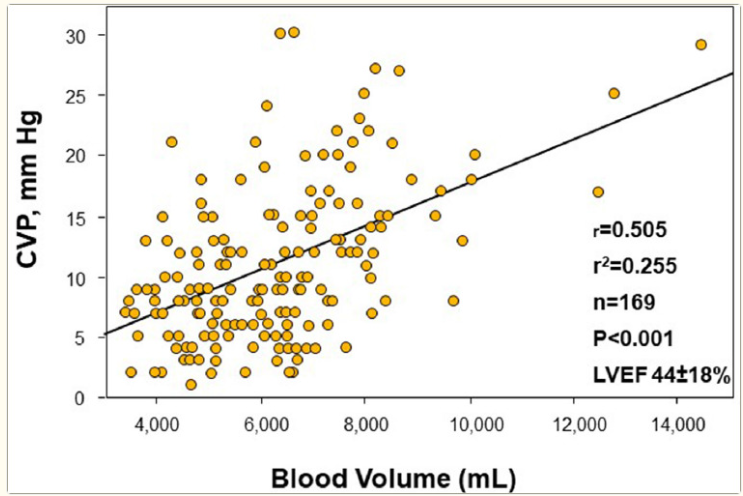 30
25
20
15
10
5
0
CVP, mm Hg
r=0.505
r²=0.255
n=169
P<0.001
LVEF 44±18%
4,000 6,000 8,000 10,000 12,000 14,000
Blood Volume (mL)